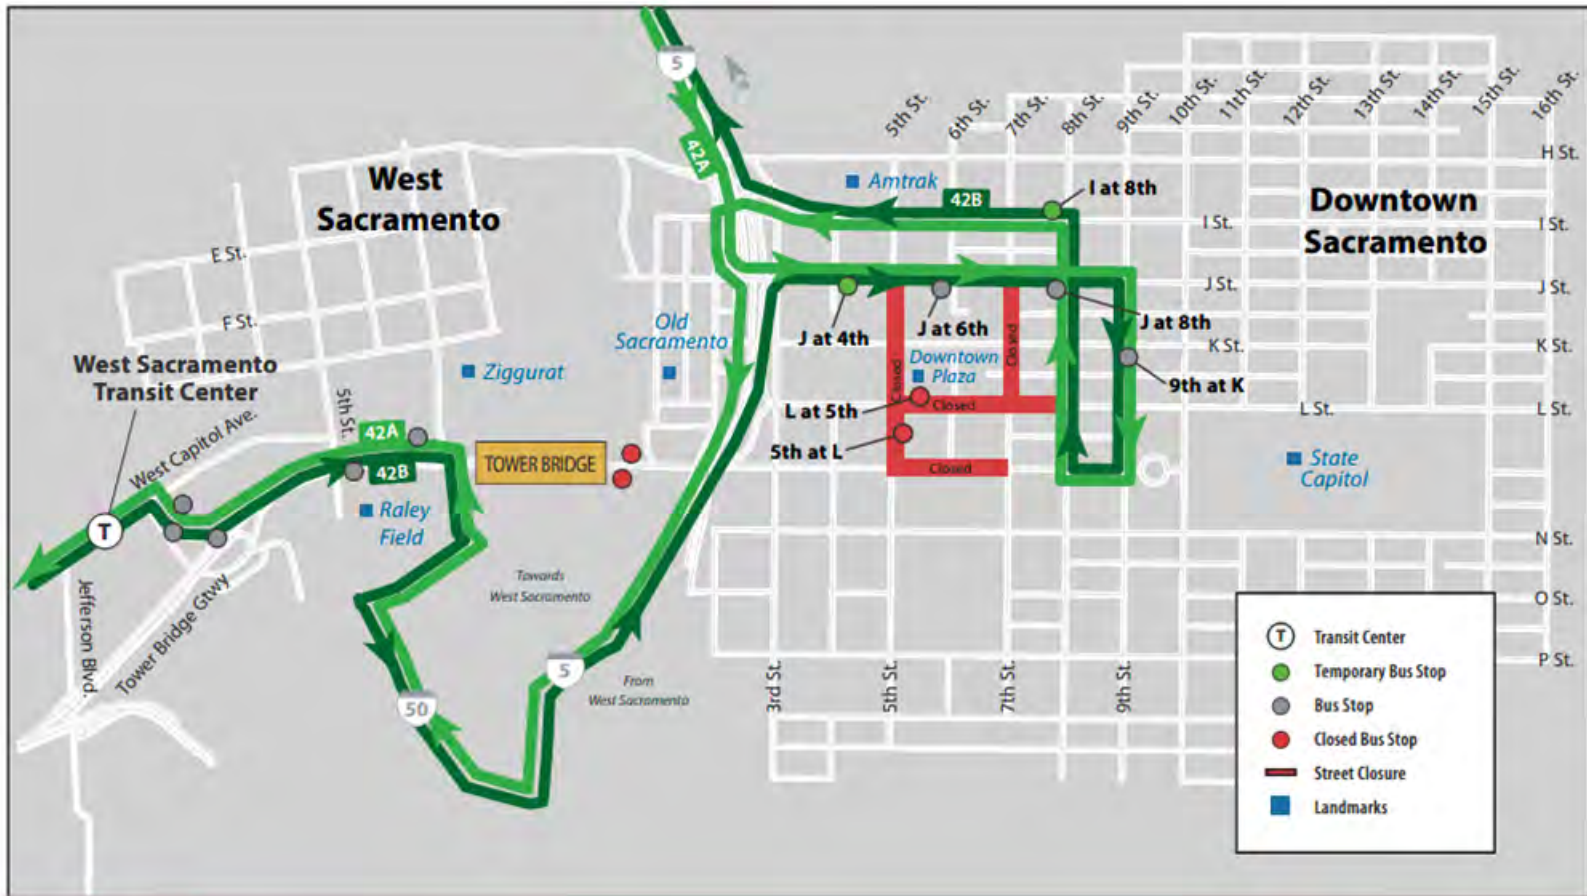 5
42A
West
Sacramento
Amtrak
42B
I at 8th
5th St.
6th St.
7th St.
8th St.
9th St.
10th St.
11th St.
12th St.
13th St.
14th St.
15th St.
16th St.
H St.
Downtown
Sacramento
I St.
I St.
E St.
F St.
J St.
J St.
Old
Sacramento
J at 4th
J at 6th
J at 8th
Closed
Closed
K St.
K St.
West Sacramento
Transit Center
Ziggurat
Downtown
Plaza
9th at K
L at 5th
Closed
L St.
L St.
5th St.
West Capitol Ave.
42A
42B
TOWER BRIDGE
5th at L
Closed
State
Capitol
Raley
Field
T
N St.
Jefferson Blvd.
Tower Bridge Gtwy
Towards
West Sacramento
O St.
5
From
West Sacramento
50
3rd St.
5th St.
7th St.
9th St.
P St.
T Transit Center
Temporary Bus Stop
Bus Stop
Closed Bus Stop
Street Closure
Landmarks